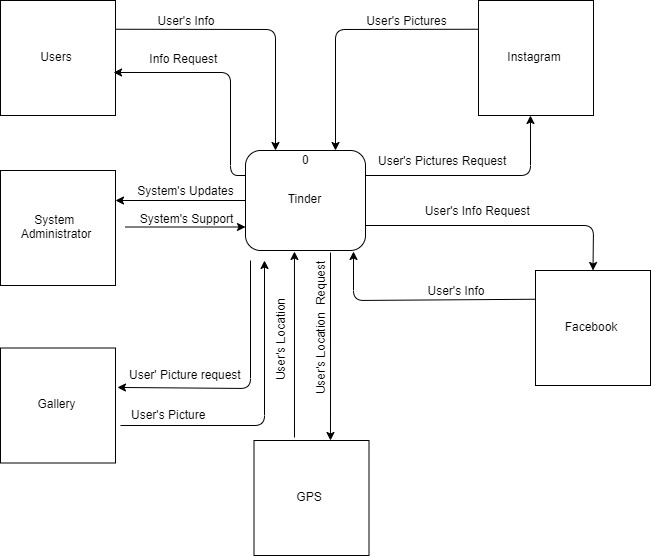 User's Info
User's Pictures
Users
Info Request
Instagram
0
Tinder
User's Pictures Request
System's Updates
System's Support
System
Administrator
User's Info Request
User's Info
Facebook
User's Location
User's Location Request
User' Picture request
Gallery
User's Picture
GPS